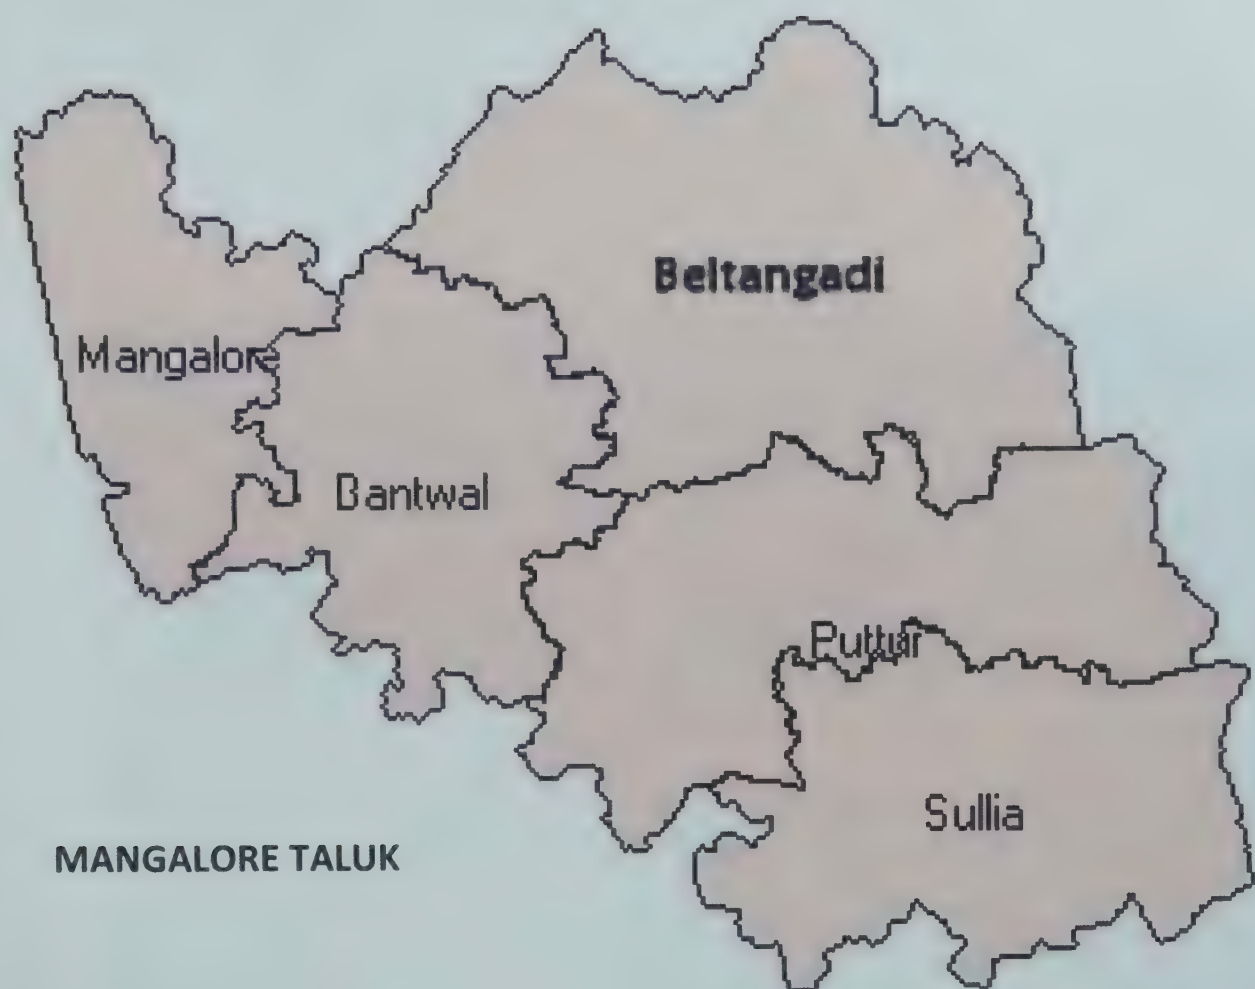 Beltangadi
Mangalore
Bantwal
Puttur
Sullia
MANGALORE TALUK